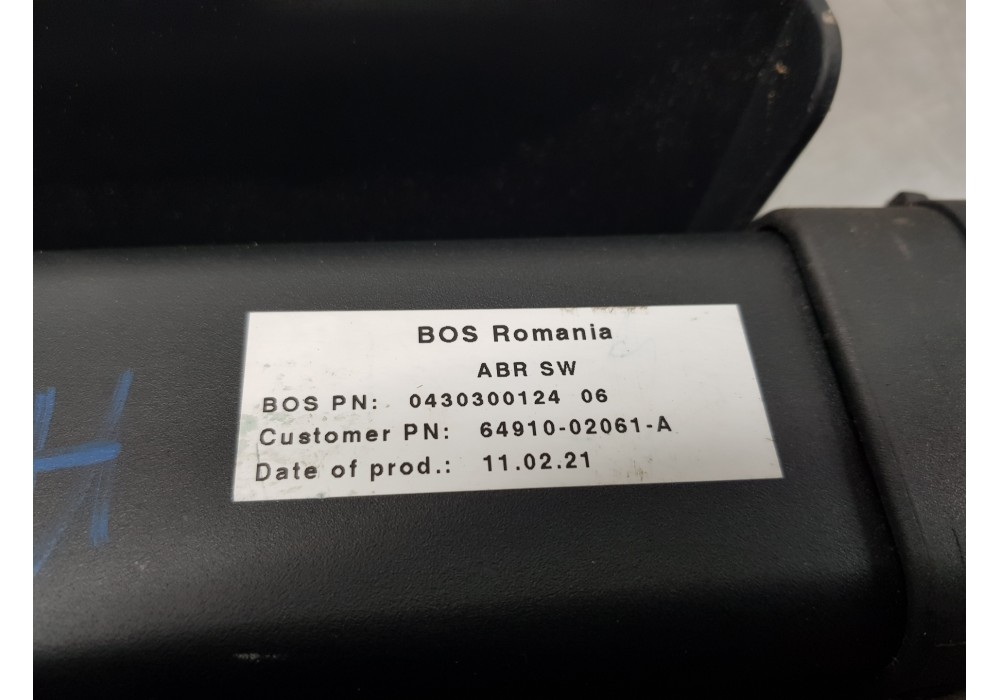 BOS Romania
ABR SW
BOS PN: 0430300124 06
Customer PN: 64910-02061-A
Date of prod.: 11.02.21